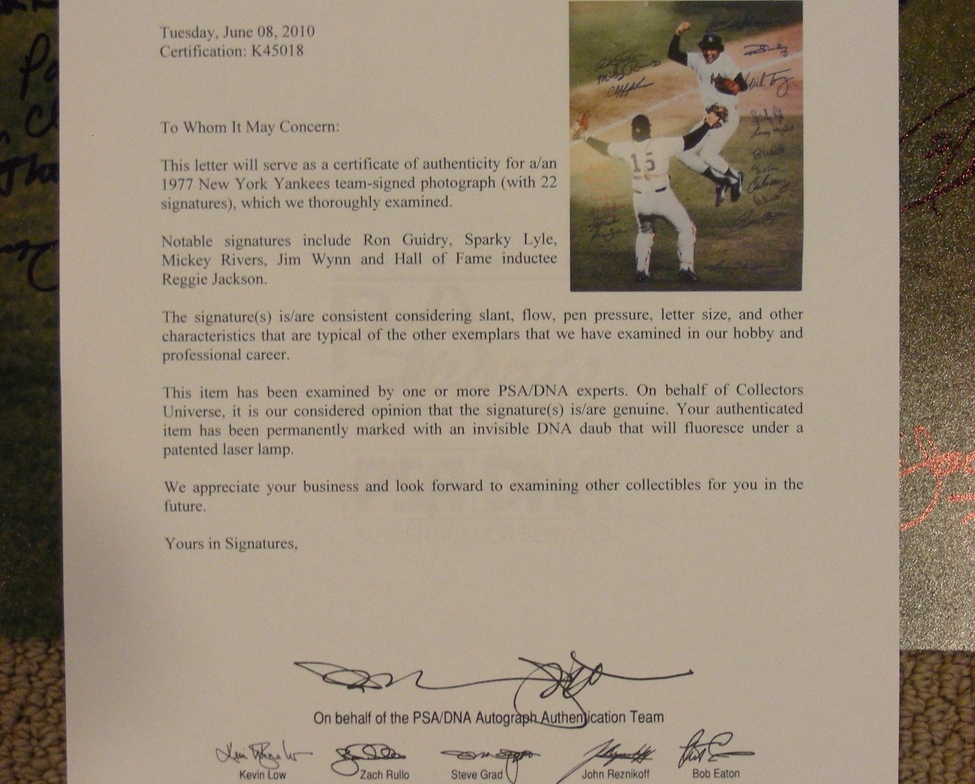 Tuesday, June 08, 2010
Certification: K45018
To Whom It May Concern:
This letter will serve as a certificate of authenticity for a/an
1977 New York Yankees team-signed photograph (with 22
signatures), which we thoroughly examined.
Notable signatures include Ron Guidry, Sparky Lyle,
Mickey Rivers, Jim Wynn and Hall of Fame inductee
Reggie Jackson.
15
The signature(s) is/are consistent considering slant, flow, pen pressure, letter size, and other
characteristics that are typical of the other exemplars that we have examined in our hobby and
professional career.
This item has been examined by one or more PSA/DNA experts. On behalf of Collectors
Universe, it is our considered opinion that the signature(s) is/are genuine. Your authenticated
item has been permanently marked with an invisible DNA daub that will fluoresce under a
patented laser lamp.
We appreciate your business and look forward to examining other collectibles for you in the
future.
Yours in Signatures,
On behalf of the PSA/DNA Autograph Authentication Team
Kevin Low Zach Rullo Steve Grad John Reznikoff Bob Eaton